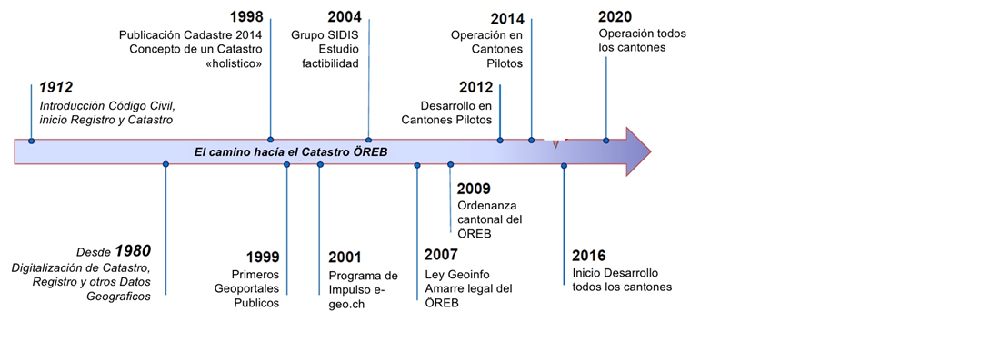 1998
Publicación Cadastre 2014
Concepto de un Catastro
«holistico»
2004
Grupo SIDIS
Estudio
factibilidad
2014
Operación en
Cantones
Pilotos
2020
Operación todos
los cantones
1912
Introducción Código Civil,
inicio Registro y Catastro
2012
Desarrollo en
Cantones Pilotos
El camino hacía el Catastro ÖREB
Desde 1980
Digitalización de Catastro,
Registro y otros Datos
Geograficos
1999
Primeros
Geoportales
Publicos
2001
Programa de
Impulso e-
geo.ch
2007
Ley Geoinfo
Amarre legal del
ÖREB
2009
Ordenanza
cantonal del
ÖREB
2016
Inicio Desarrollo
todos los cantones